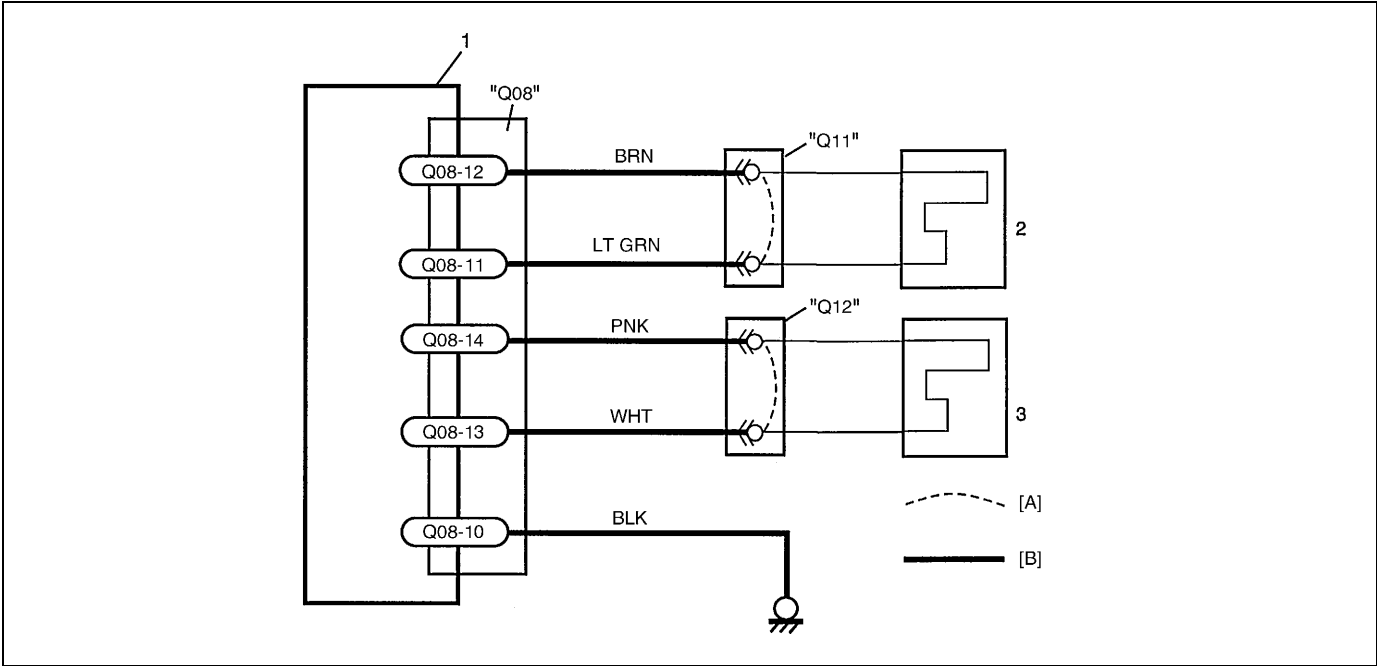 1
"Q08"
"Q11"
BRN
Q08-12
2
LT GRN
Q08-11
"Q12"
PNK
Q08-14
3
WHT
Q08-13
[A]
BLK
Q08-10
[B]